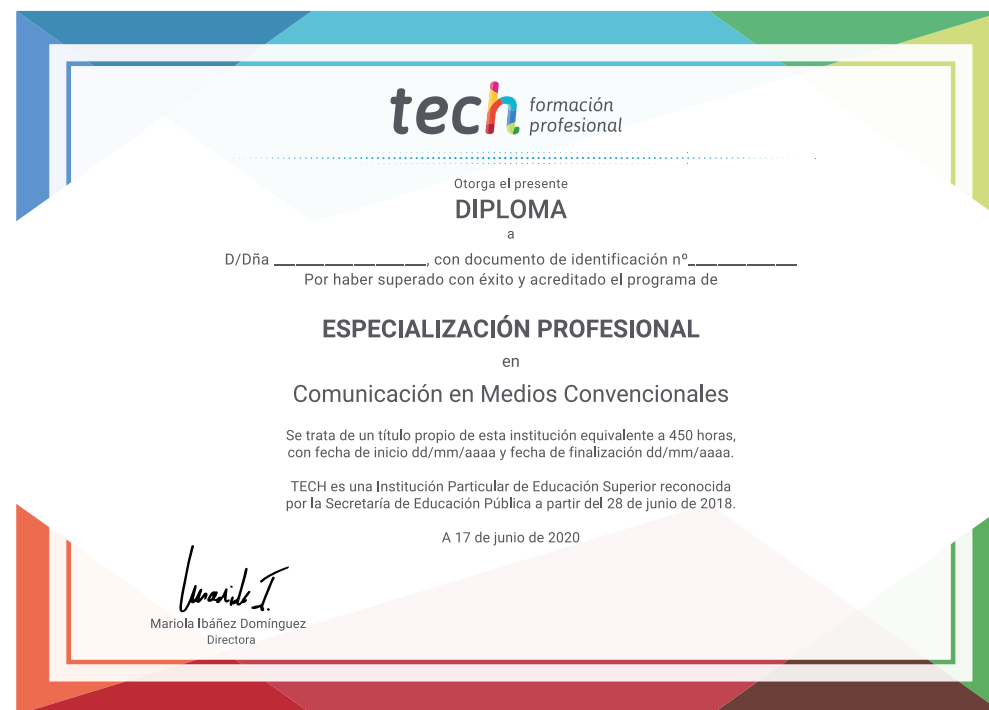 tech formación
profesional
Otorga el presente
DIPLOMA
a
D/Dña ______________, con documento de identificación nº__________
Por haber superado con éxito y acreditado el programa de
ESPECIALIZACIÓN PROFESIONAL
en
Comunicación en Medios Convencionales
Se trata de un título propio de esta institución equivalente a 450 horas,
con fecha de inicio dd/mm/aaaa y fecha de finalización dd/mm/aaaa.
TECH es una Institución Particular de Educación Superior reconocida
por la Secretaría de Educación Pública a partir del 28 de junio de 2018.
A 17 de junio de 2020
Mariola I.
Mariola Ibáñez Domínguez
Directora